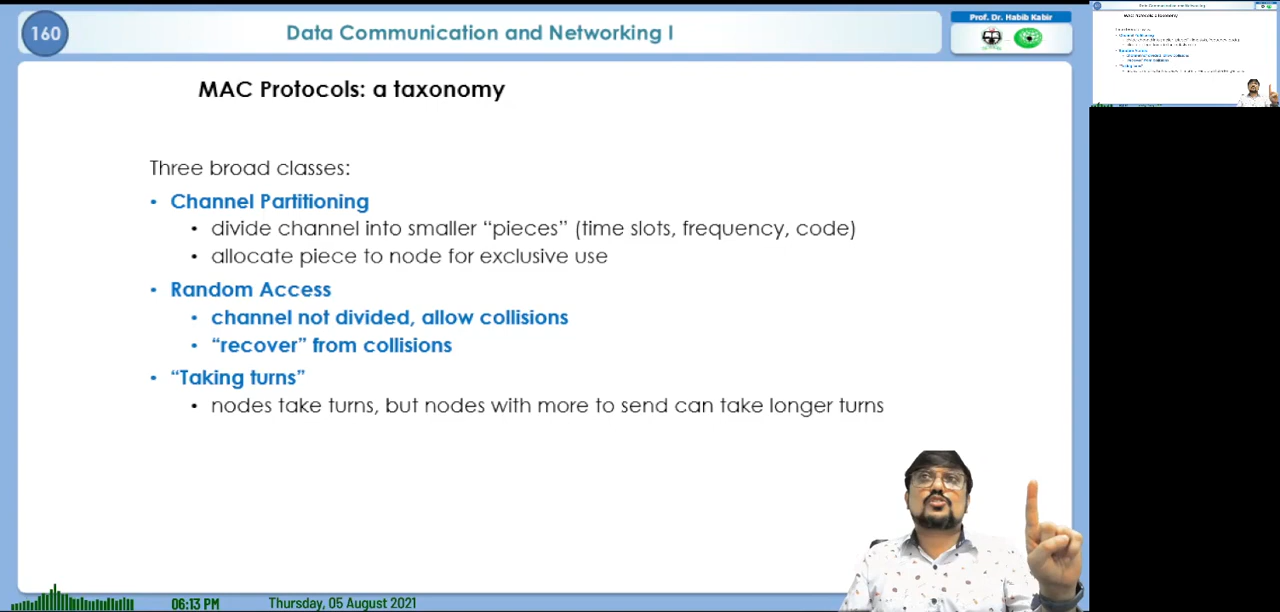 160
Data Communication and Networking I
Prof. Dr. Habib Kabir
MAC Protocols: a taxonomy
Three broad classes:
• Channel Partitioning
• divide channel into smaller “pieces” (time slots, frequency, code)
• allocate piece to node for exclusive use
• Random Access
• channel not divided, allow collisions
• “recover” from collisions
• “Taking turns”
• nodes take turns, but nodes with more to send can take longer turns
06:13 PM
Thursday, 05 August 2021